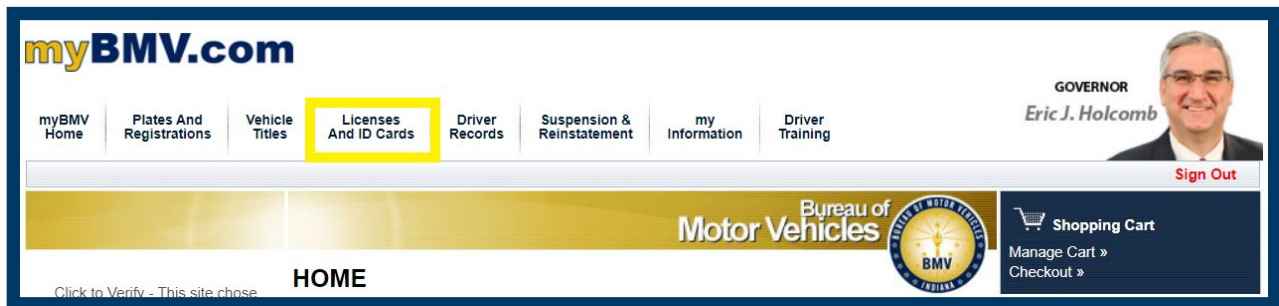 myBMV.com
GOVERNOR
Eric J. Holcomb
myBMV Home
Plates And Registrations
Vehicle Titles
Licenses And ID Cards
Driver Records
Suspension & Reinstatement
my Information
Driver Training
Sign Out
Bureau of
Motor Vehicles
BUREAU OF MOTOR VEHICLES
BMV
INDIANA
Shopping Cart
Manage Cart »
Checkout »
HOME
Click to Verify - This site chose